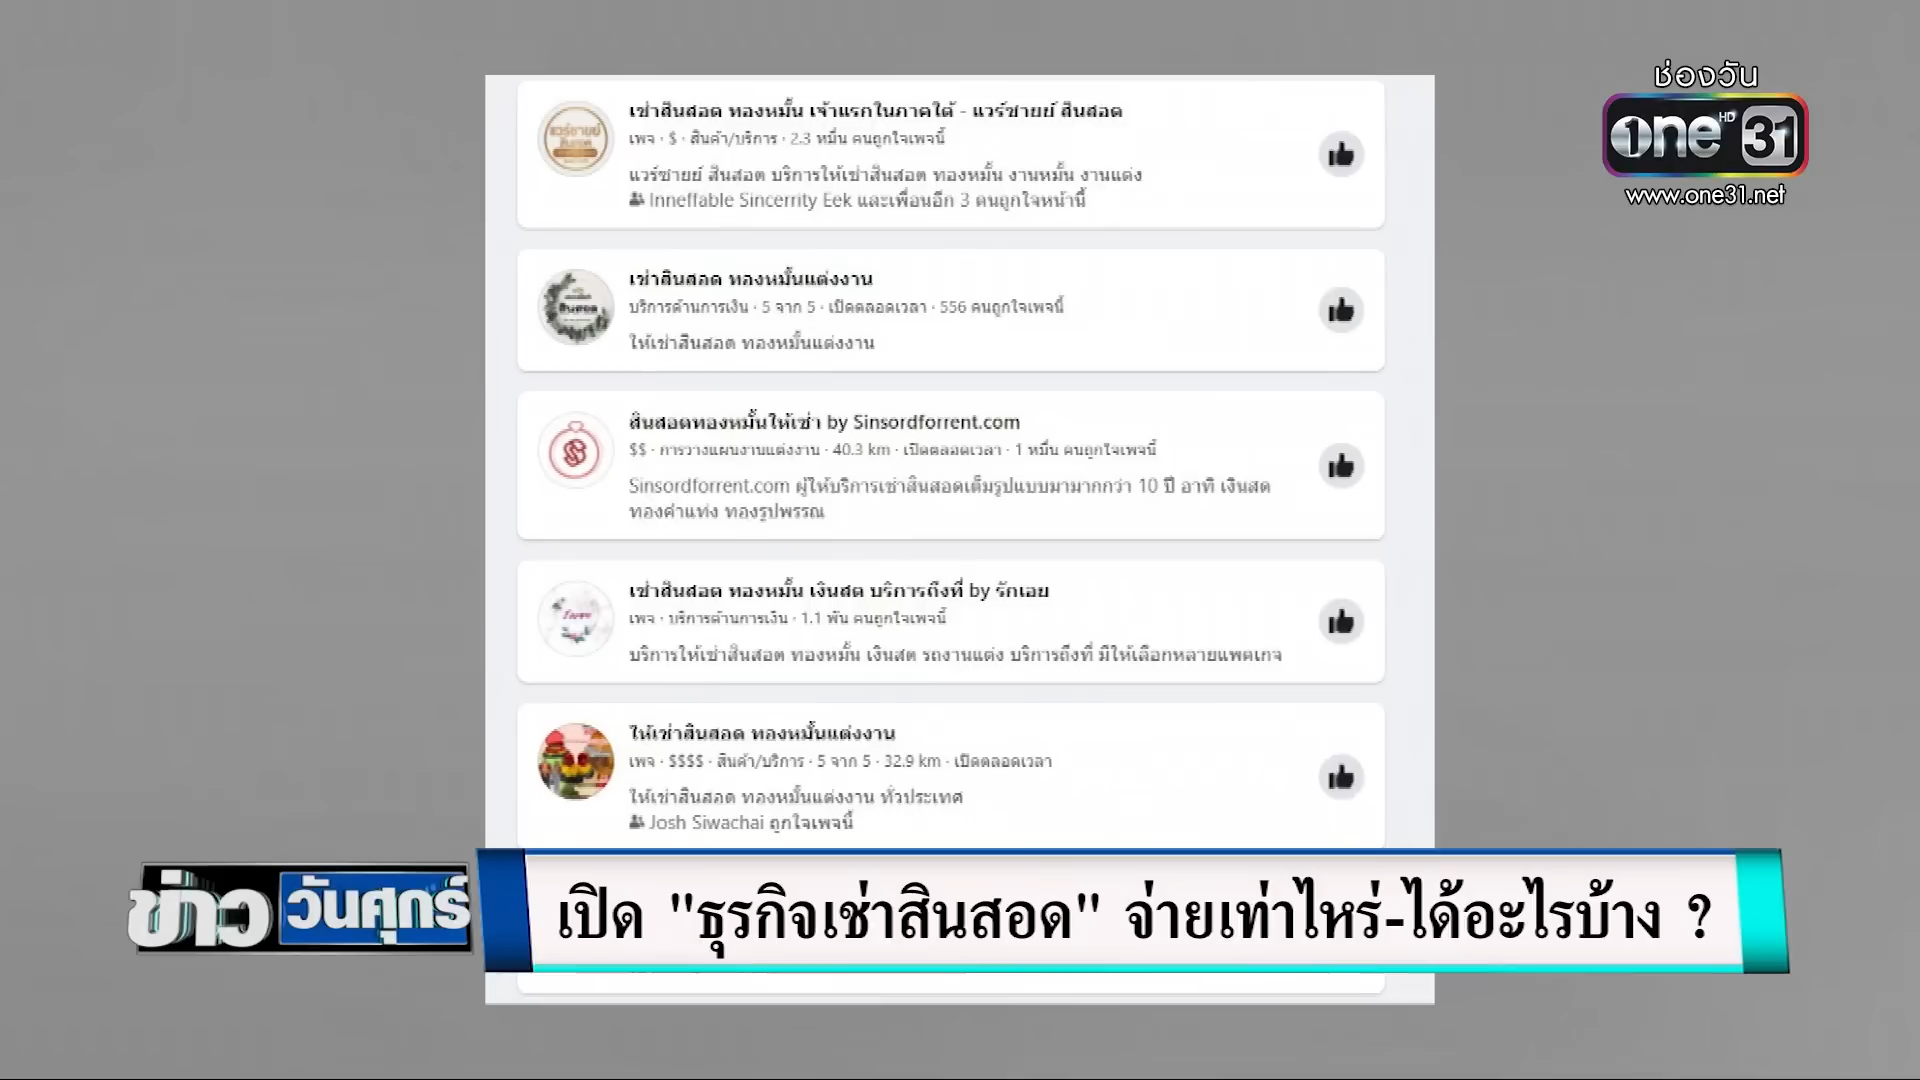 ช่องวัน
one HD 31
www.one31.net
เช่าสินสอด ทองหมั้น เจ้าแรกในภาคใต้ - แวร์ซายย์ สินสอด
เพจ · $ · สินค้า/บริการ · 2.3 หมื่น คนถูกใจเพจนี้
แวร์ซายย์ สินสอด บริการให้เช่าสินสอด ทองหมั้น งานหมั้น งานแต่ง
Inneffable Sincerrity Eek และเพื่อนอีก 3 คนถูกใจหน้านี้
เช่าสินสอด ทองหมั้นแต่งงาน
บริการด้านการเงิน · 5 จาก 5 · เปิดตลอดเวลา · 556 คนถูกใจเพจนี้
ให้เช่าสินสอด ทองหมั้นแต่งงาน
สินสอดทองหมั้นให้เช่า by Sinsordforrent.com
$$ · การวางแผนงานแต่งงาน · 40.3 km · เปิดตลอดเวลา · 1 หมื่น คนถูกใจเพจนี้
Sinsordforrent.com ผู้ให้บริการเช่าสินสอดเต็มรูปแบบมามากกว่า 10 ปี อาทิ เงินสด
ทองคำแท่ง ทองรูปพรรณ
เช่าสินสอด ทองหมั้น เงินสด บริการถึงที่ by รักเอย
เพจ · บริการด้านการเงิน · 1.1 พัน คนถูกใจเพจนี้
บริการให้เช่าสินสอด ทองหมั้น เงินสด รถงานแต่ง บริการถึงที่ มีให้เลือกหลายแพคเกจ
ให้เช่าสินสอด ทองหมั้นแต่งงาน
เพจ · $$$$ · สินค้า/บริการ · 5 จาก 5 · 32.9 km · เปิดตลอดเวลา
ให้เช่าสินสอด ทองหมั้นแต่งงาน ทั่วประเทศ
Josh Siwachai ถูกใจเพจนี้
ข่าววันศุกร์
เปิด "ธุรกิจเช่าสินสอด" จ่ายเท่าไหร่-ได้อะไรบ้าง ?